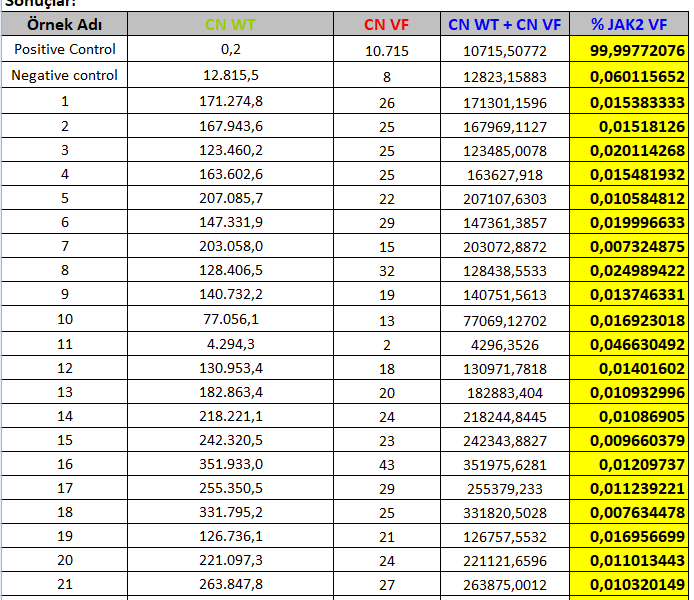 Sonuçlar:
Örnek Adı CN WT CN VF CN WT + CN VF % JAK2 VF
Positive Control 0,2 10.715 10715,50772 99,99772076
Negative control 12.815,5 8 12823,15883 0,060115652
1 171.274,8 26 171301,1596 0,015383333
2 167.943,6 25 167969,1127 0,01518126
3 123.460,2 25 123485,0078 0,020114268
4 163.602,6 25 163627,918 0,015481932
5 207.085,7 22 207107,6303 0,010584812
6 147.331,9 29 147361,3857 0,019996633
7 203.058,0 15 203072,8872 0,007324875
8 128.406,5 32 128438,5533 0,024989422
9 140.732,2 19 140751,5613 0,013746331
10 77.056,1 13 77069,12702 0,016923018
11 4.294,3 2 4296,3526 0,046630492
12 130.953,4 18 130971,7818 0,01401602
13 182.863,4 20 182883,404 0,010932996
14 218.221,1 24 218244,8445 0,01086905
15 242.320,5 23 242343,8827 0,009660379
16 351.933,0 43 351975,6281 0,01209737
17 255.350,5 29 255379,233 0,011239221
18 331.795,2 25 331820,5028 0,007634478
19 126.736,1 21 126757,5532 0,016956699
20 221.097,3 24 221121,6596 0,011013443
21 263.847,8 27 263875,0012 0,010320149